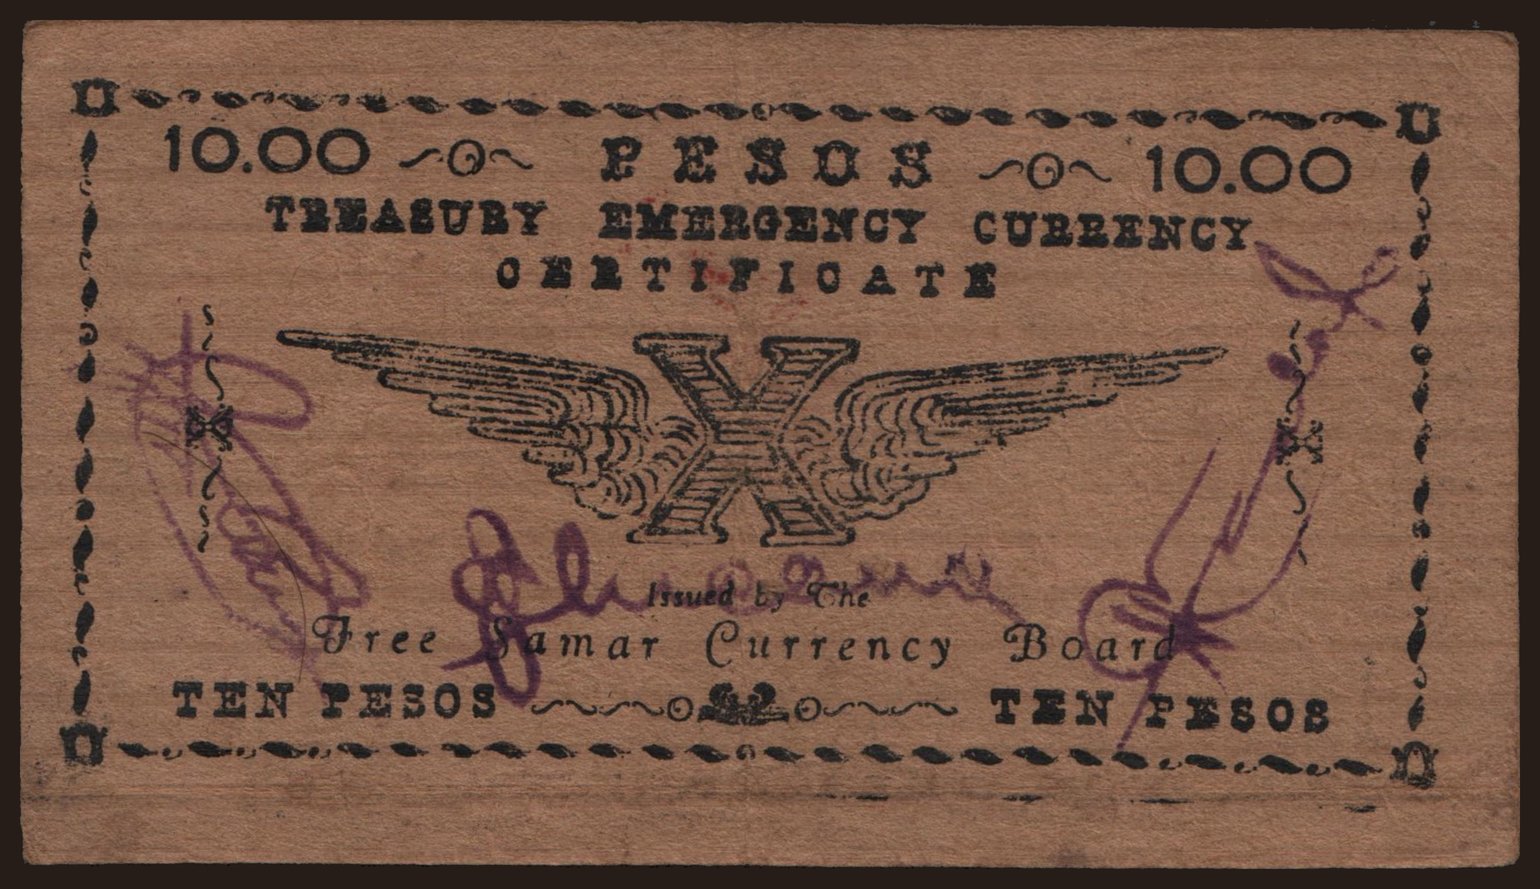 10.00 PESOS 10.00
TREASURY EMERGENCY CURRENCY
CERTIFICATE
X
Issued by The
Free Samar Currency Board
TEN PESOS TEN PESOS